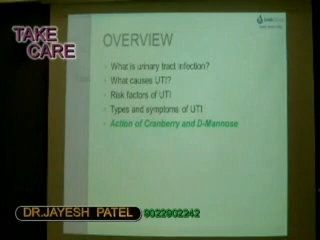 TAKE
CARE
OVERVIEW
What is urinary tract infection?
What causes UTI?
Risk factors of UTI
Types and symptoms of UTI
Action of Cranberry and D-Mannose
DR.JAYESH PATEL 9022902242